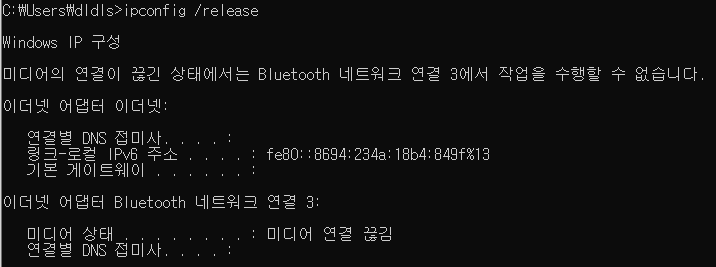 C:\Users\dldls>ipconfig /release
Windows IP 구성
미디어의 연결이 끊긴 상태에서는 Bluetooth 네트워크 연결 3에서 작업을 수행할 수 없습니다.
이더넷 어댑터 이더넷:
연결별 DNS 접미사. . . . :
링크-로컬 IPv6 주소 . . . . : fe80::8694:234a:18b4:849f%13
기본 게이트웨이 . . . . . . :
이더넷 어댑터 Bluetooth 네트워크 연결 3:
미디어 상태 . . . . . . . . : 미디어 연결 끊김
연결별 DNS 접미사. . . . :